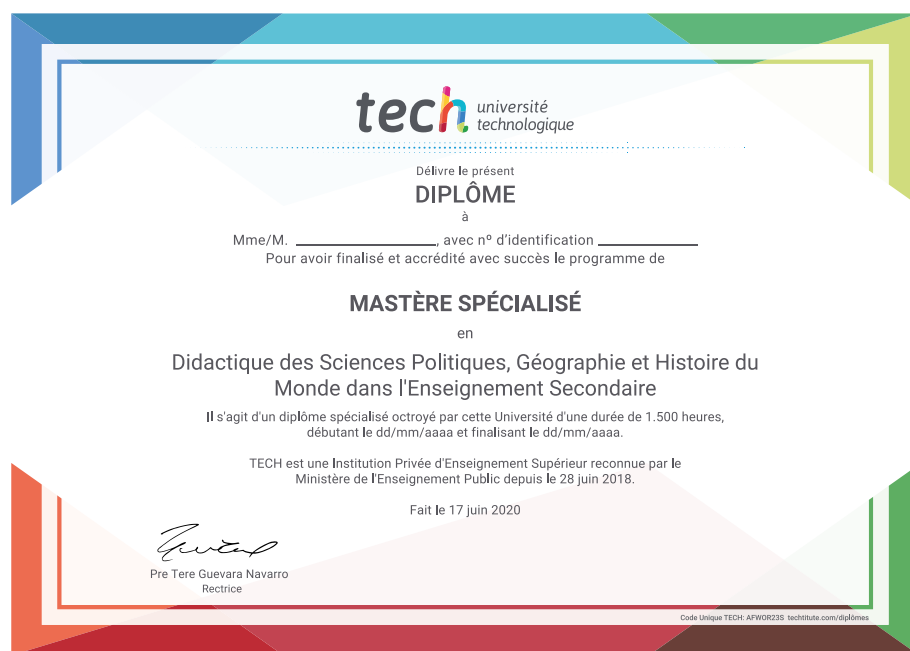 tech université
technologique
Délivre le présent
DIPLÔME
à
Mme/M. ____________________, avec nº d'identification ______________
Pour avoir finalisé et accrédité avec succès le programme de
MASTÈRE SPÉCIALISÉ
en
Didactique des Sciences Politiques, Géographie et Histoire du
Monde dans l'Enseignement Secondaire
Il s'agit d'un diplôme spécialisé octroyé par cette Université d'une durée de 1.500 heures,
débutant le dd/mm/aaaa et finalisant le dd/mm/aaaa.
TECH est une Institution Privée d'Enseignement Supérieur reconnue par le
Ministère de l'Enseignement Public depuis le 28 juin 2018.
Fait le 17 juin 2020
Pre Tere Guevara Navarro
Rectrice
Code Unique TECH: AFWOR23S techtitute.com/diplômes